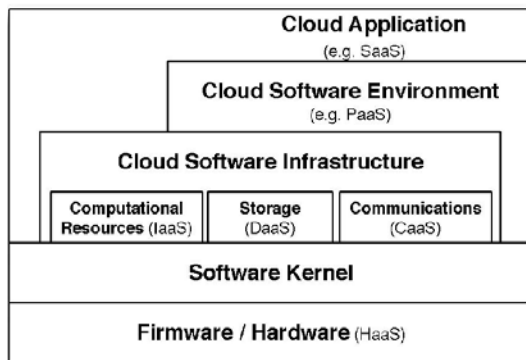 Cloud Application
(e.g. SaaS)
Cloud Software Environment
(e.g. PaaS)
Cloud Software Infrastructure
Computational
Resources (IaaS)
Storage
(DaaS)
Communications
(CaaS)
Software Kernel
Firmware / Hardware (HaaS)